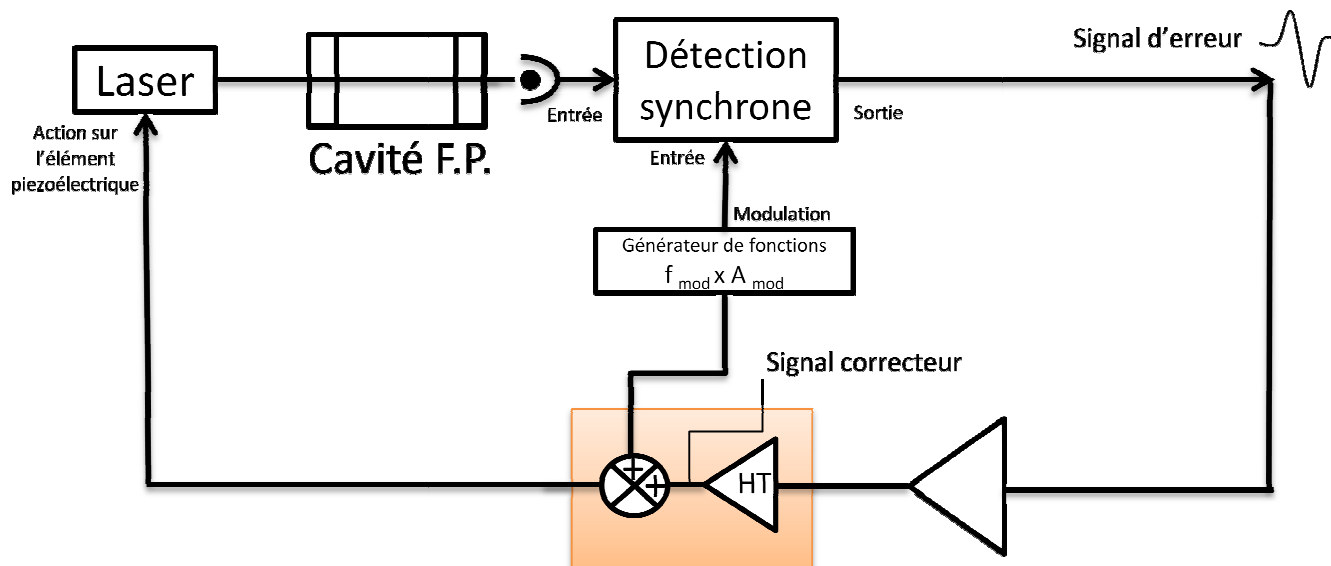 Signal d'erreur
Laser
Détection
synchrone
Entrée
Sortie
Action sur
l'élément
piezoélectrique
Cavité F.P.
Entrée
Modulation
Générateur de fonctions
f mod x A mod
Signal correcteur
+
+
HT